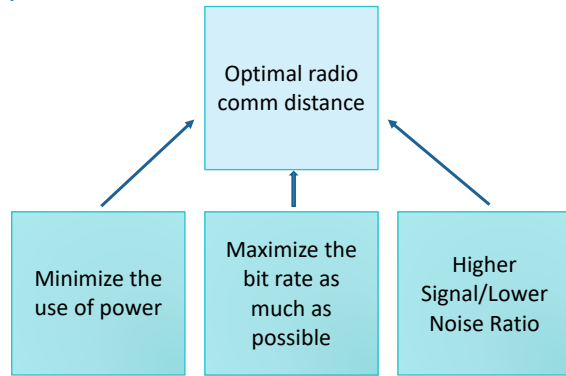 Optimal radio
comm distance
Minimize the
use of power
Maximize the
bit rate as
much as
possible
Higher
Signal/Lower
Noise Ratio